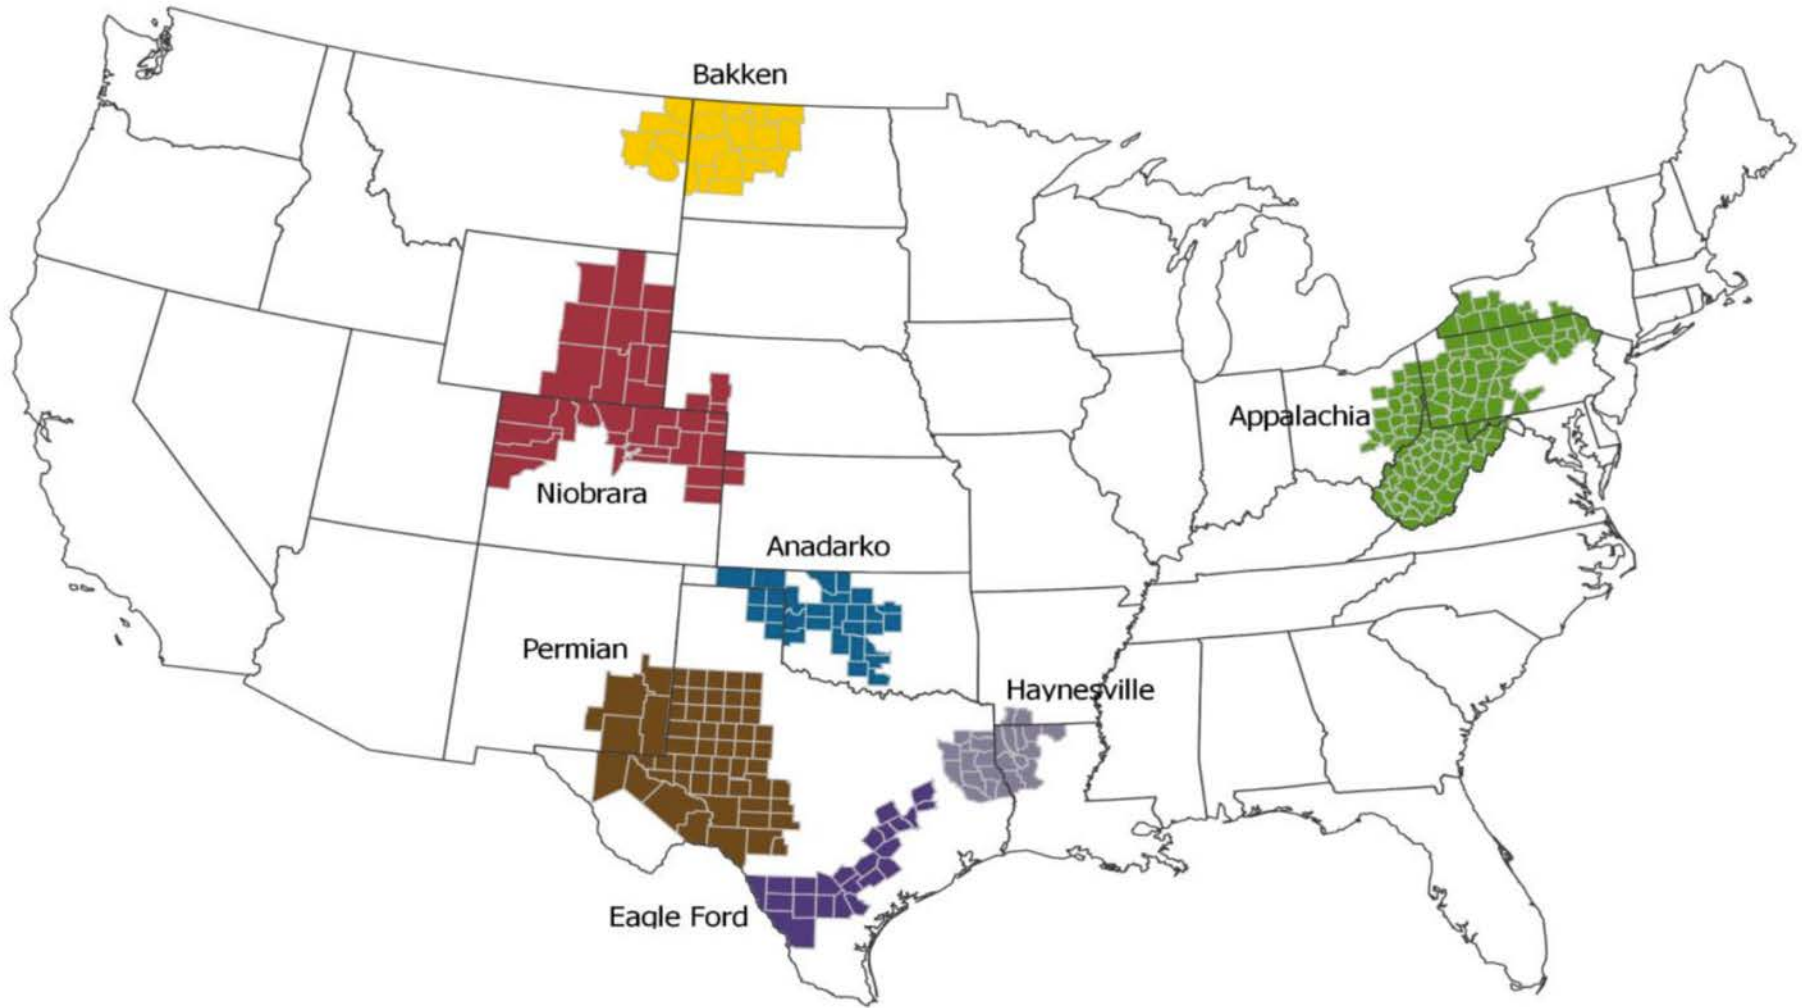 Bakken
Appalachia
Niobrara
Anadarko
Permian
Haynesville
Eagle Ford